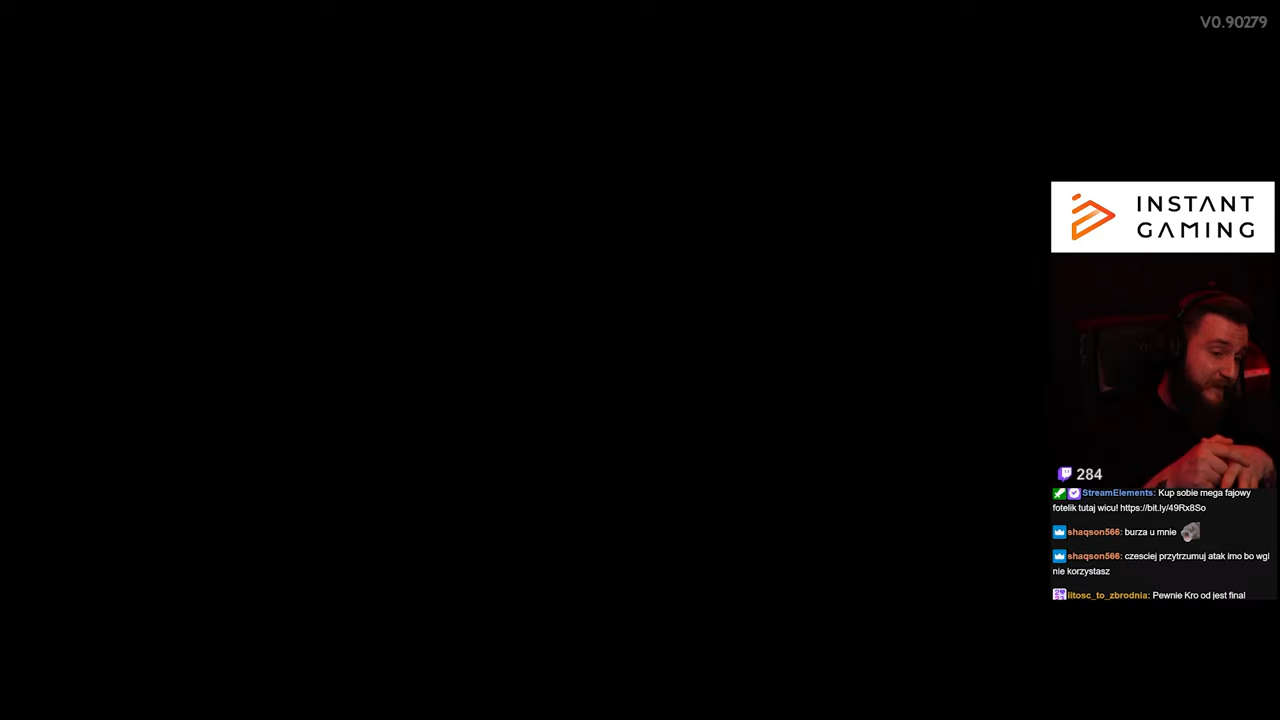 V0.90279
INSTANT
GAMING
284
StreamElements: Kup sobie mega fajowy
fotelik tutaj wicu! https://bit.ly/49Rx8So
shaqson566: burza u mnie
shaqson566: czesciej przytrzumuj atak imo bo wgl
nie korzystasz
litosc_to_zbrodnia: Pewnie Kro od jest final